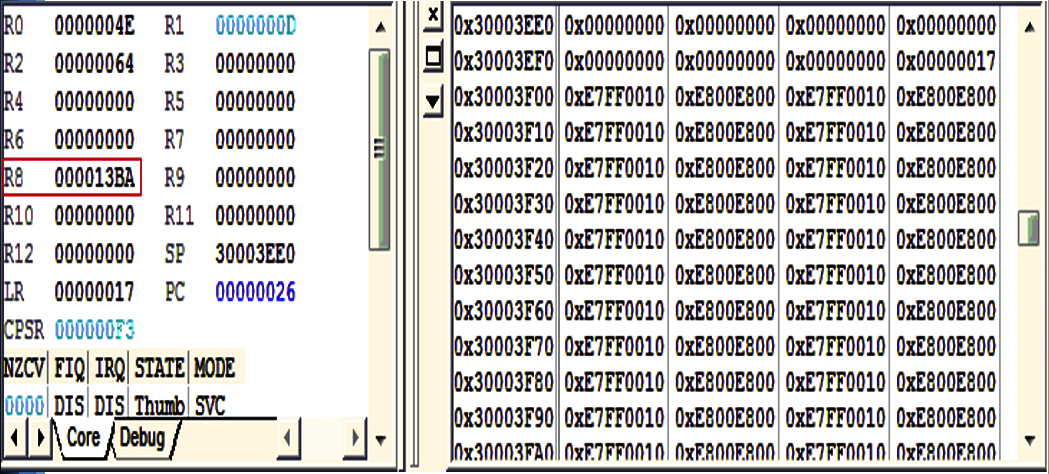 R0 0000004E R1 0000000D
R2 00000064 R3 00000000
R4 00000000 R5 00000000
R6 00000000 R7 00000000
R8 000013BA R9 00000000
R10 00000000 R11 00000000
R12 00000000 SP 30003EE0
LR 00000017 PC 00000026
CPSR 000000F3
NZCV FIQ IRQ STATE MODE
0000 DIS DIS Thumb SVC
Core Debug
0x30003EE0 0x00000000 0x00000000 0x00000000 0x00000000
0x30003EF0 0x00000000 0x00000000 0x00000000 0x00000017
0x30003F00 0xE7FF0010 0xE800E800 0xE7FF0010 0xE800E800
0x30003F10 0xE7FF0010 0xE800E800 0xE7FF0010 0xE800E800
0x30003F20 0xE7FF0010 0xE800E800 0xE7FF0010 0xE800E800
0x30003F30 0xE7FF0010 0xE800E800 0xE7FF0010 0xE800E800
0x30003F40 0xE7FF0010 0xE800E800 0xE7FF0010 0xE800E800
0x30003F50 0xE7FF0010 0xE800E800 0xE7FF0010 0xE800E800
0x30003F60 0xE7FF0010 0xE800E800 0xE7FF0010 0xE800E800
0x30003F70 0xE7FF0010 0xE800E800 0xE7FF0010 0xE800E800
0x30003F80 0xE7FF0010 0xE800E800 0xE7FF0010 0xE800E800
0x30003F90 0xE7FF0010 0xE800E800 0xE7FF0010 0xE800E800
0x30003FA0 0xE7FF0010 0xE800E800 0xE7FF0010 0xE800E800